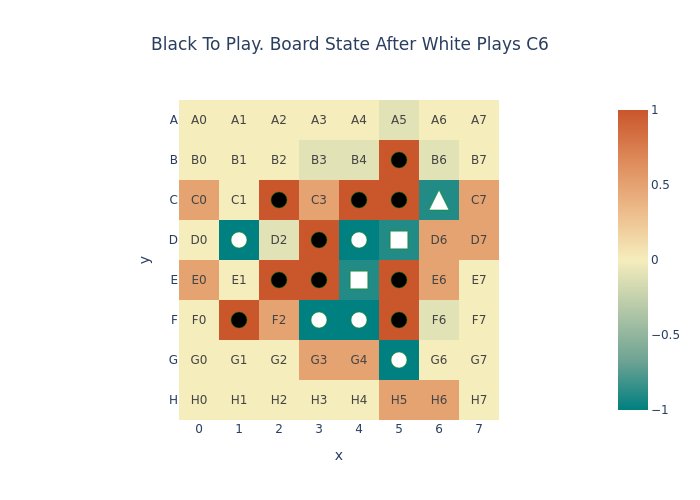 Black To Play. Board State After White Plays C6
A A0 A1 A2 A3 A4 A5 A6 A7
B B0 B1 B2 B3 B4 B6 B7
C C0 C1 C3 C7
D D0 D2 D6 D7
E E0 E1 E6 E7
F F0 F2 F6 F7
G G0 G1 G2 G3 G4 G6 G7
H H0 H1 H2 H3 H4 H5 H6 H7
0 1 2 3 4 5 6 7
x
y
1
0.5
0
−0.5
−1